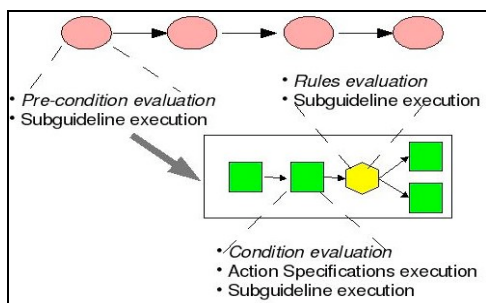 • Rules evaluation
• Subguideline execution
• Pre-condition evaluation
• Subguideline execution
• Condition evaluation
• Action Specifications execution
• Subguideline execution